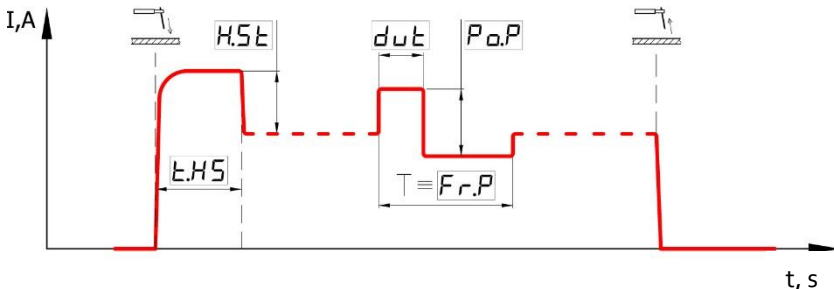 I,A
H.St
dut
Po.P
t.HS
T ≡ Fr.P
t, s